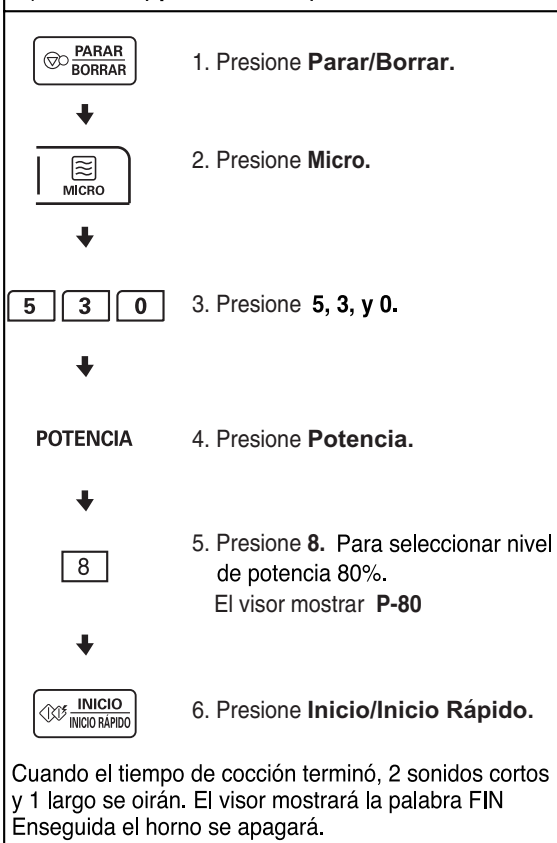 PARAR
BORRAR
1. Presione Parar/Borrar.
MICRO
2. Presione Micro.
5 3 0
3. Presione 5, 3, y 0.
POTENCIA
4. Presione Potencia.
8
5. Presione 8. Para seleccionar nivel
de potencia 80%.
El visor mostrar P-80
INICIO
INICIO RÁPIDO
6. Presione Inicio/Inicio Rápido.
Cuando el tiempo de cocción terminó, 2 sonidos cortos
y 1 largo se oirán. El visor mostrará la palabra FIN
Enseguida el horno se apagará.